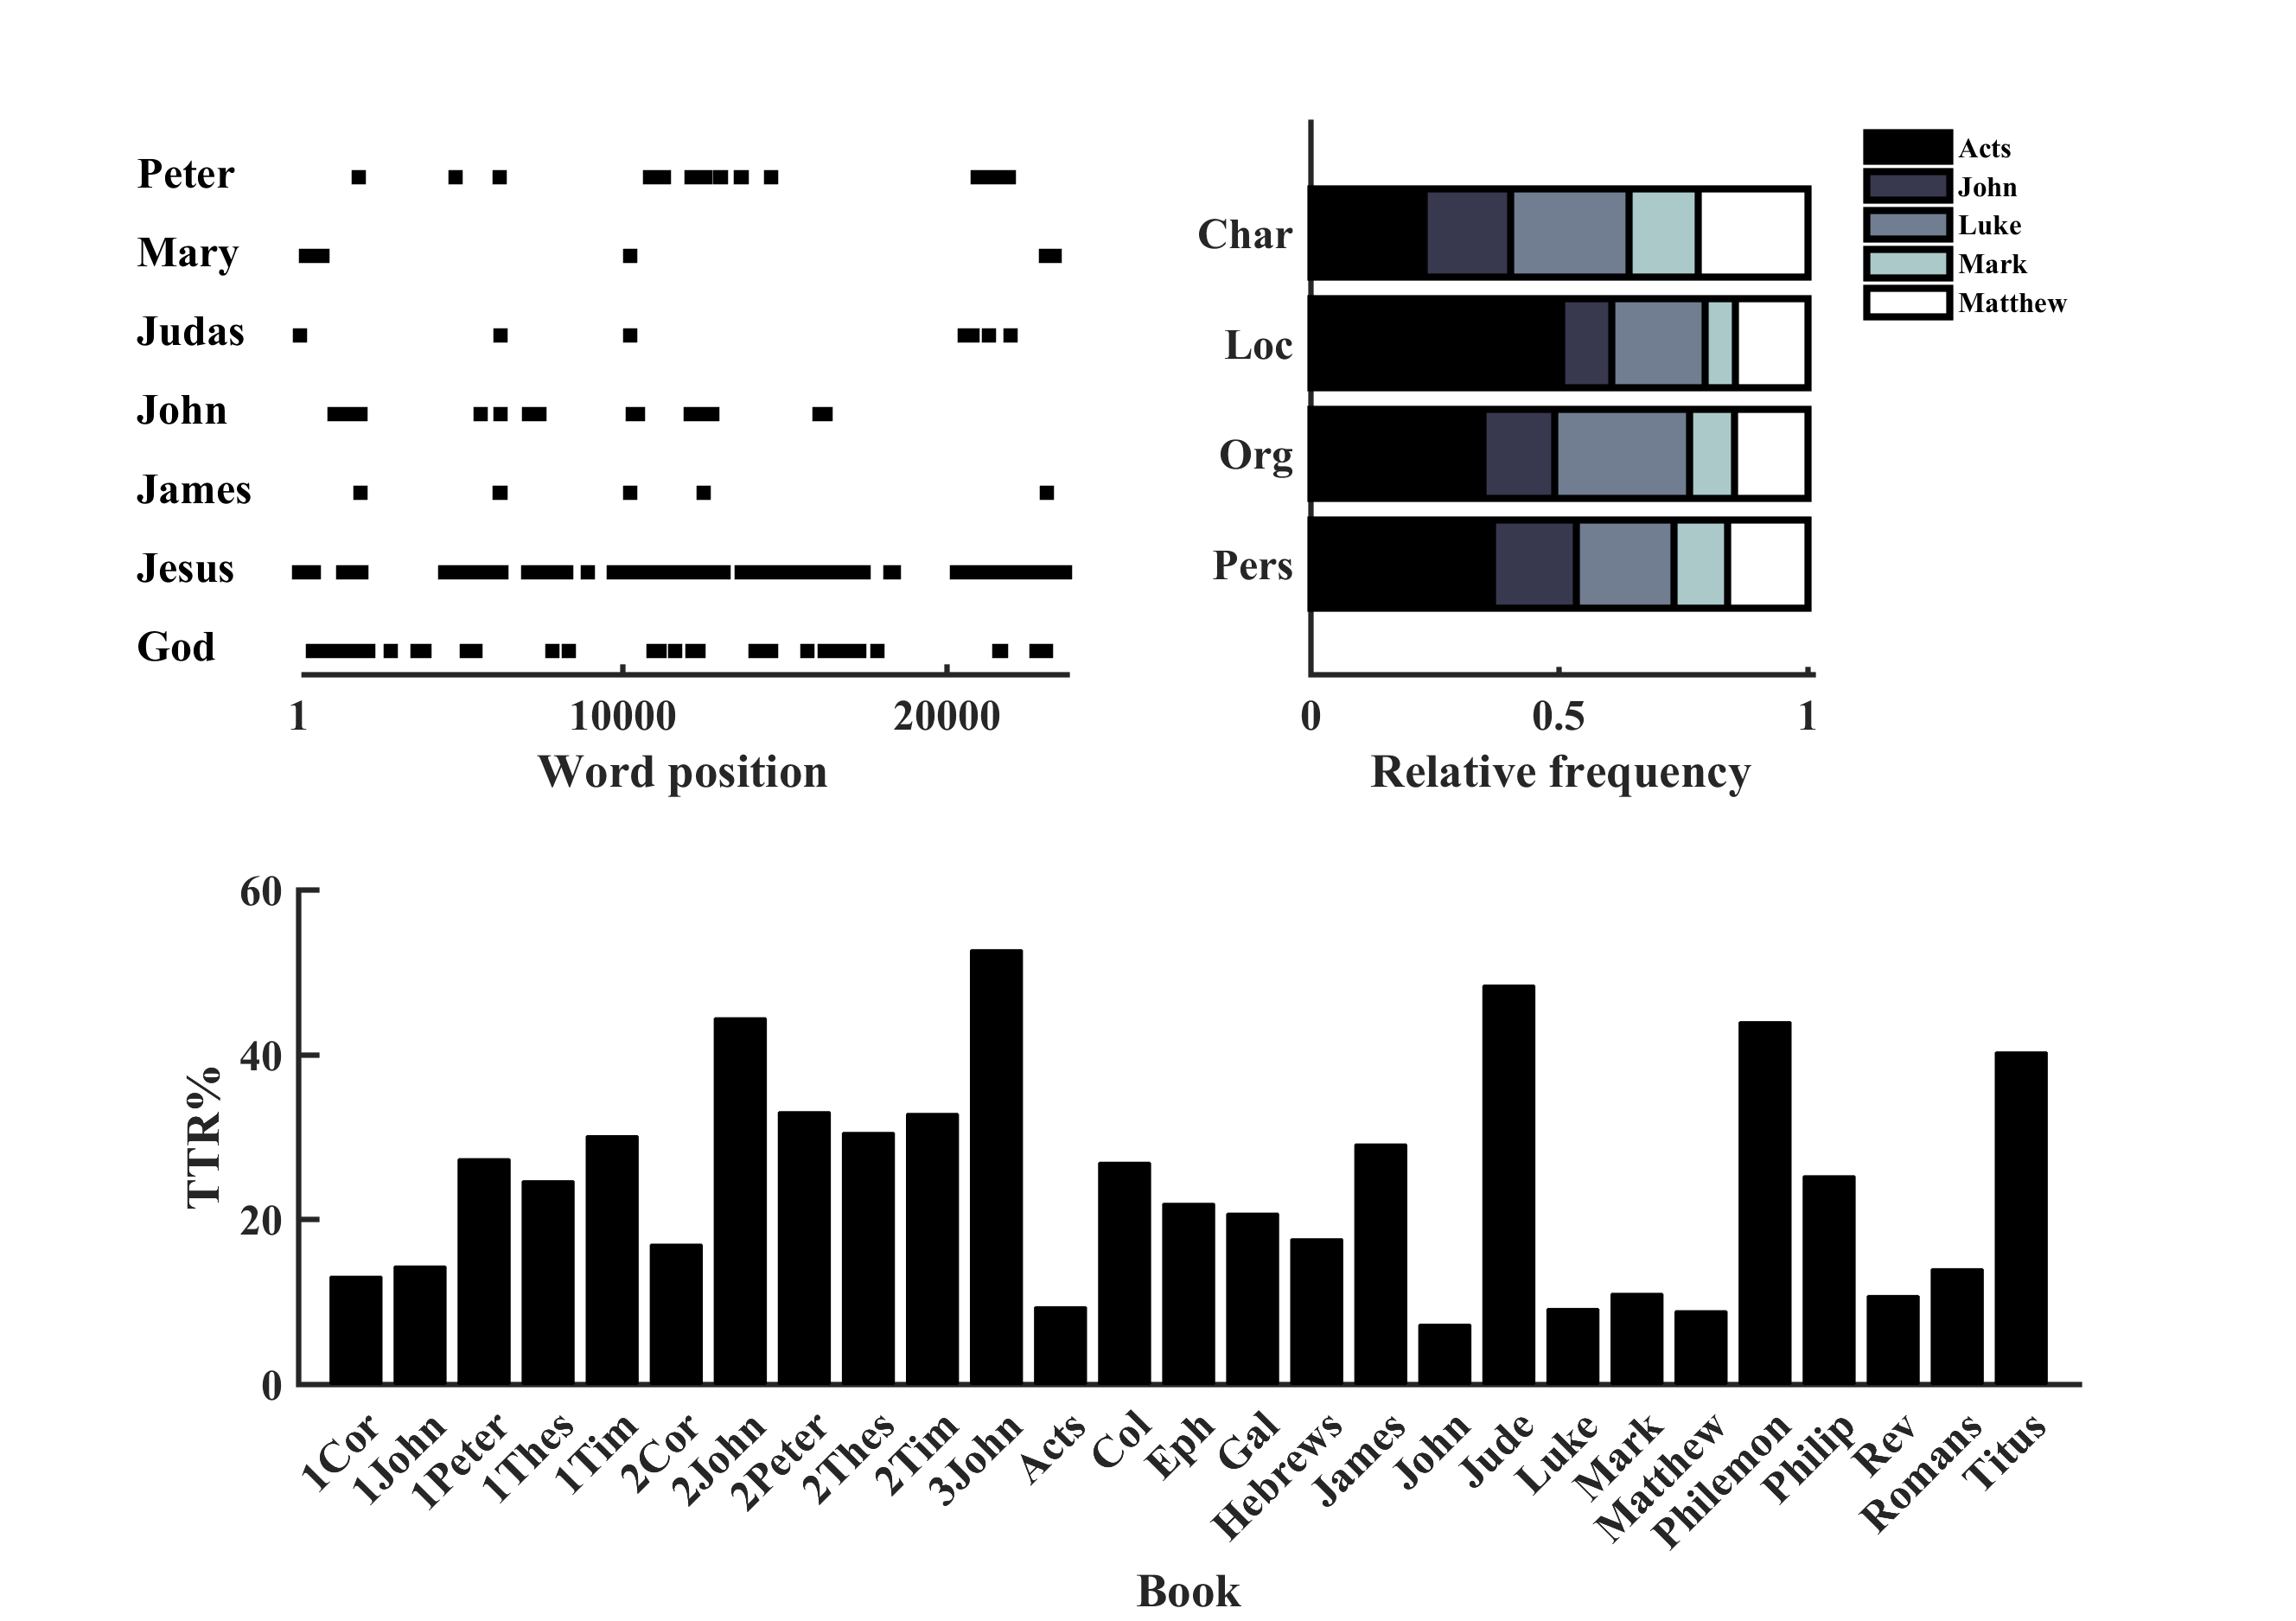 Peter
Mary
Judas
John
James
Jesus
God
1 10000 20000
Word position
Char
Loc
Org
Pers
0 0.5 1
Relative frequency
Acts
John
Luke
Mark
Matthew
60
40
20
0
TTR%
1Cor
1John
1Peter
1Thes
1Tim
2Cor
2John
2Peter
2Thes
2Tim
3John
Acts
Col
Eph
Gal
Hebrews
James
John
Jude
Luke
Mark
Matthew
Philemon
Philip
Rev
Romans
Titus
Book